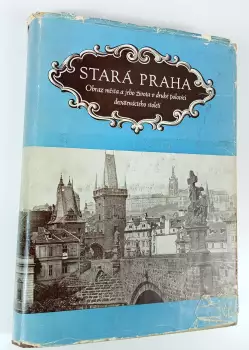 STARÁ PRAHA
Obraz města a jeho života v druhé polovici
devatenáctého století